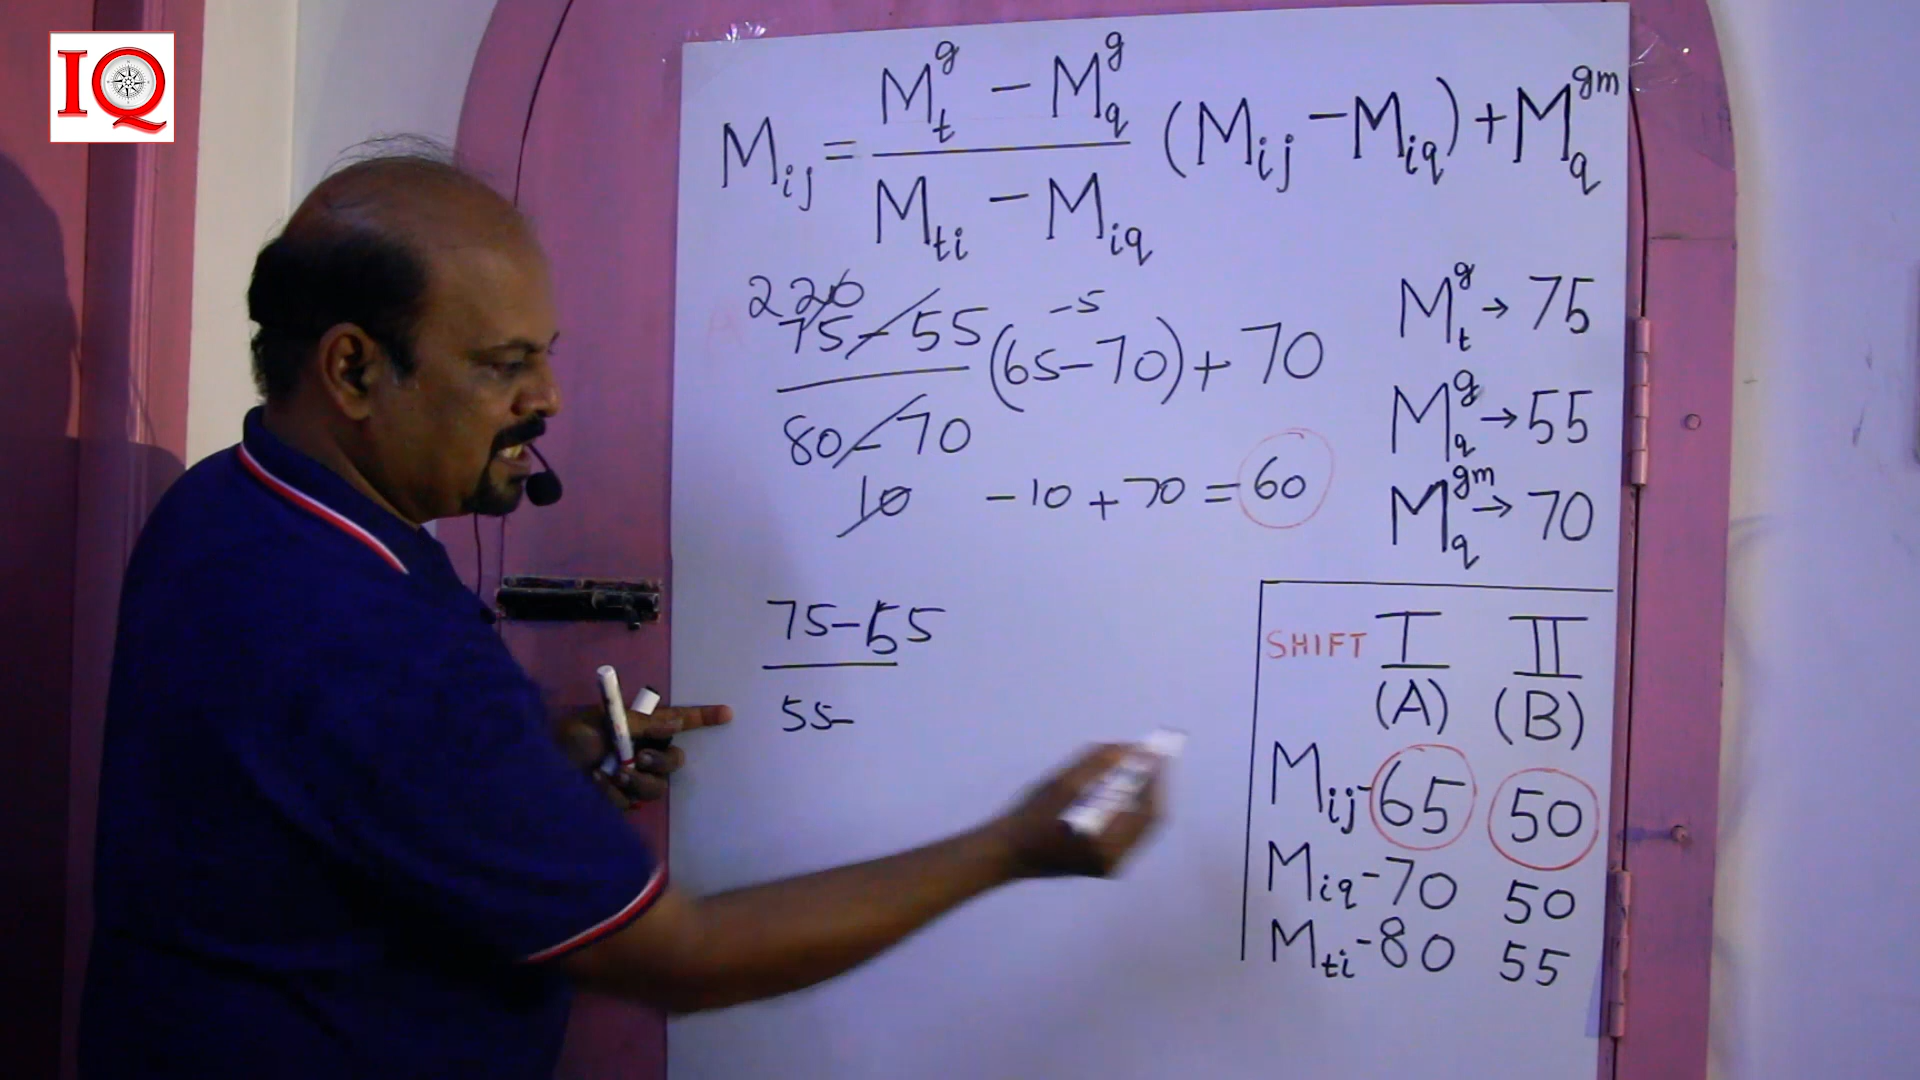 IQ
M_ij = (M_t^g − M_q^g) / (M_ti − M_iq) (M_ij − M_iq) + M_q^gm
2 20 −5
75−55 (65−70) + 70
80−70
10 −10 + 70 = 60
M_t^g → 75
M_q^g → 55
M_q^gm → 70
75−55
55−
SHIFT I II
(A) (B)
M_ij - 65 50
M_iq - 70 50
M_ti - 80 55